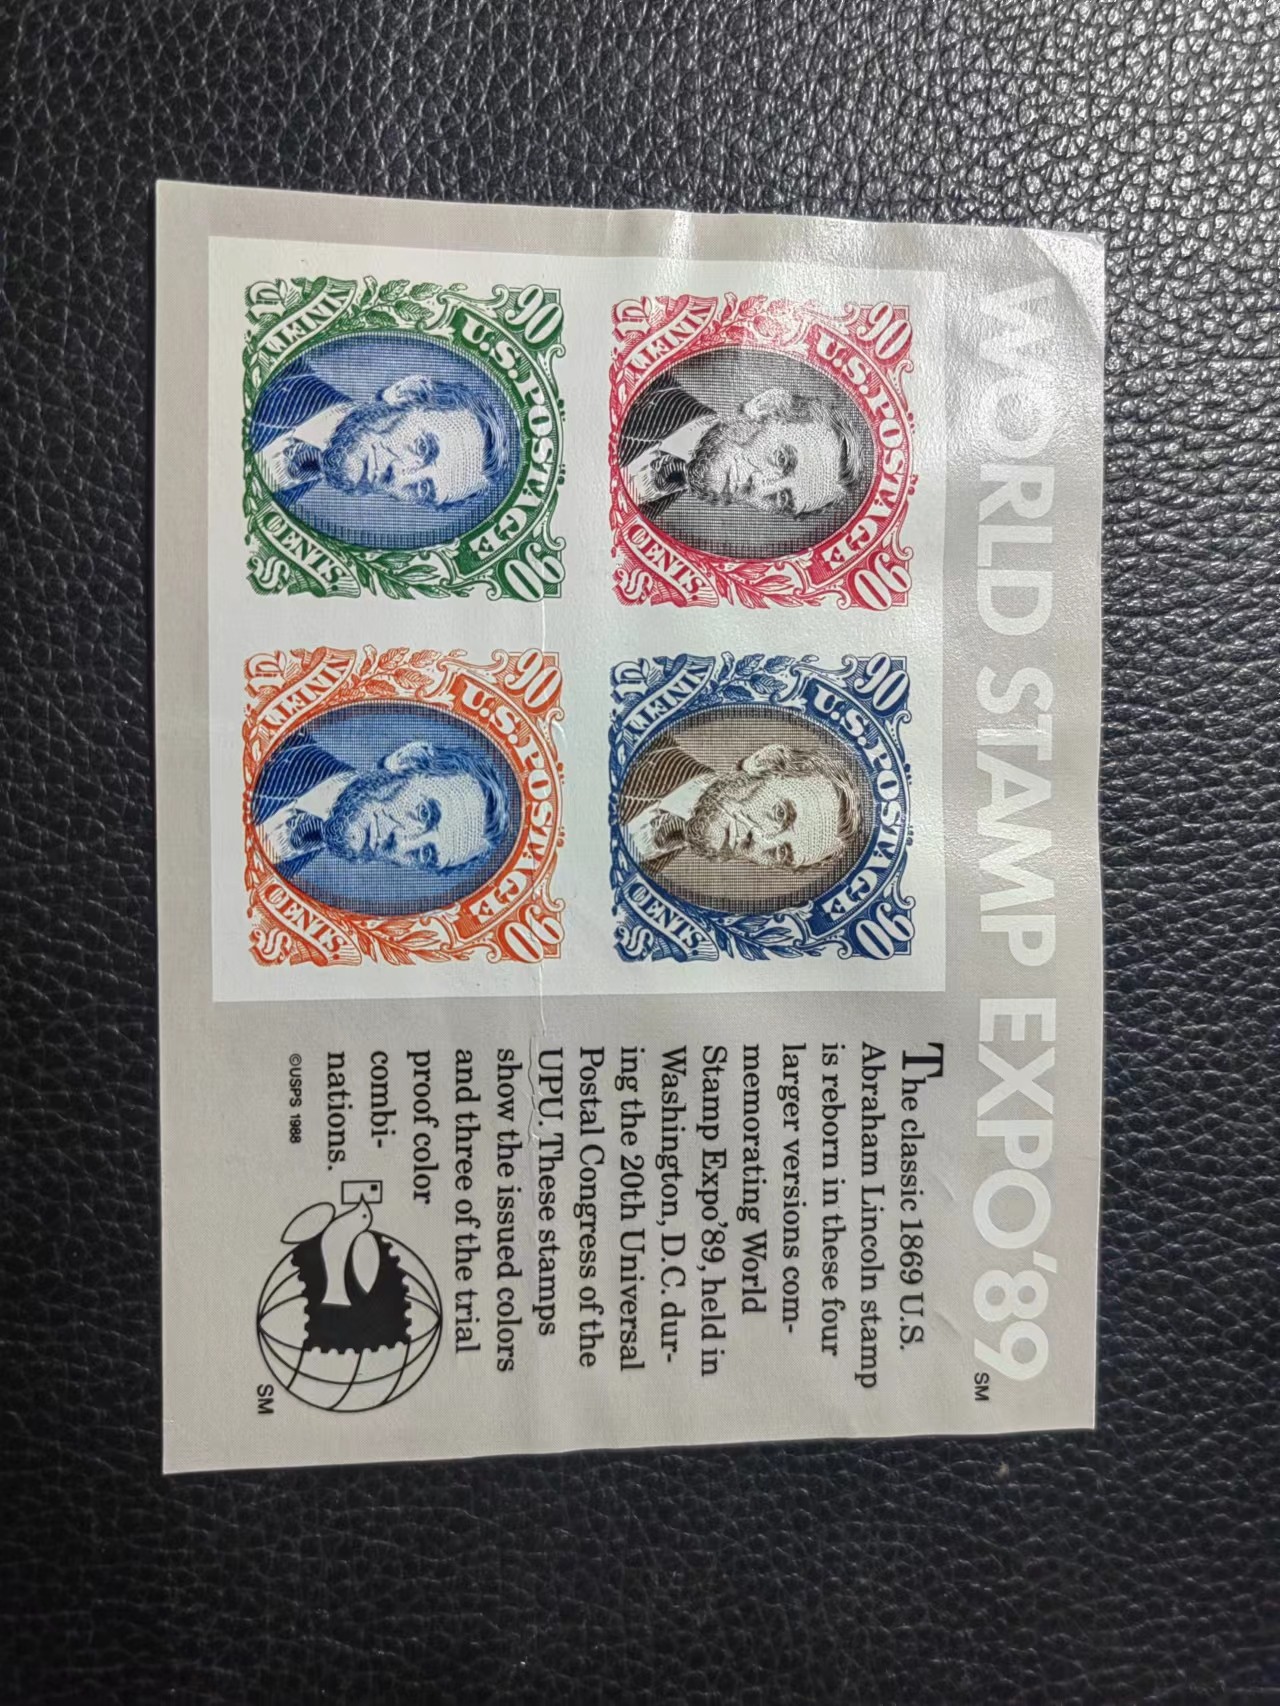 WORLD STAMP EXPO'89
SM
90 90
U.S. POSTAGE
NINETY CENTS.
U S
90 90
U.S. POSTAGE
NINETY CENTS.
U S
90 90
U.S. POSTAGE
NINETY CENTS.
U S
90 90
U.S. POSTAGE
NINETY CENTS.
U S
The classic 1869 U.S.
Abraham Lincoln stamp
is reborn in these four
larger versions com-
memorating World
Stamp Expo'89, held in
Washington, D.C. dur-
ing the 20th Universal
Postal Congress of the
UPU. These stamps
show the issued colors
and three of the trial
proof color
combi-
nations.
©USPS 1988
SM